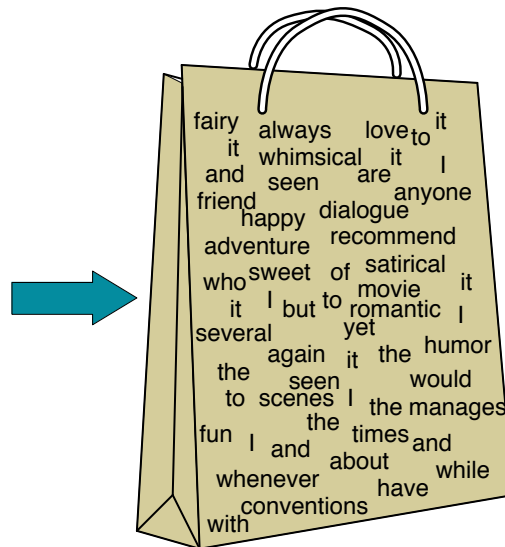 fairy always love to it
it whimsical it I
and seen are anyone
friend happy dialogue
adventure recommend
who sweet of satirical it
it I but to movie romantic I
several yet
again it the humor
the seen would
to scenes I the manages
fun I and the times and
whenever about while
conventions have
with